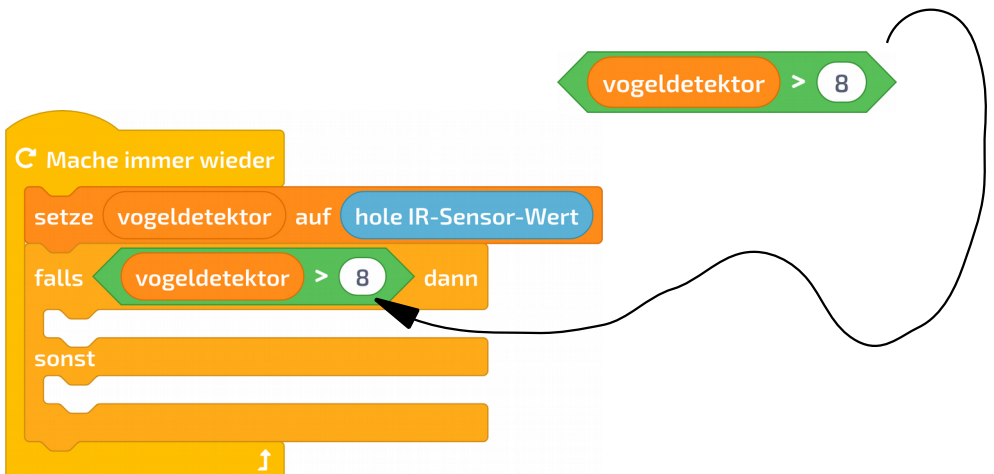 vogeldetektor > 8
Mache immer wieder
setze vogeldetektor auf hole IR-Sensor-Wert
falls vogeldetektor > 8 dann
sonst